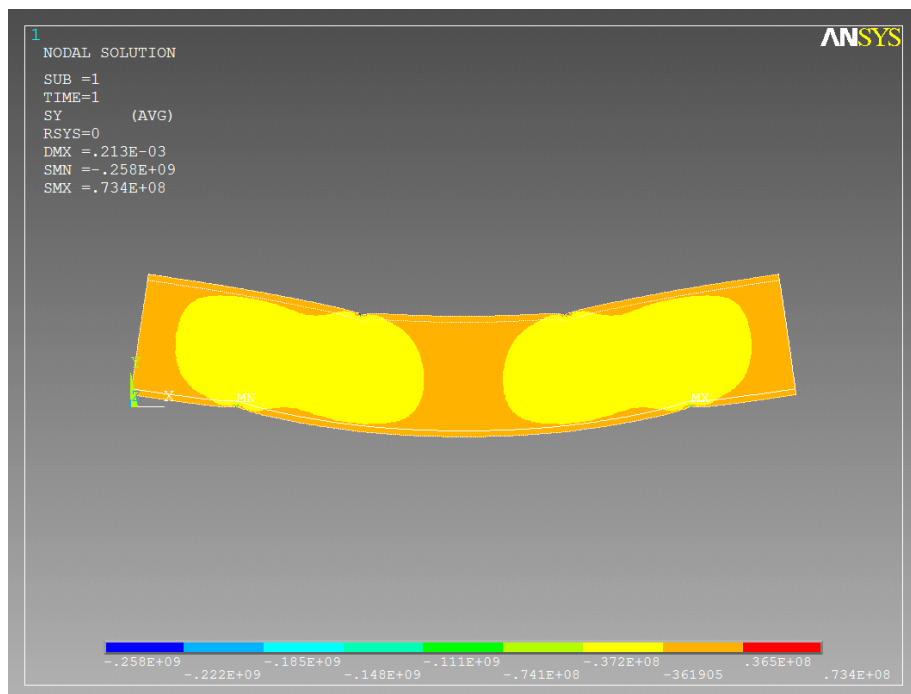 1
ANSYS
NODAL SOLUTION
SUB =1
TIME=1
SY (AVG)
RSYS=0
DMX =.213E-03
SMN =-.258E+09
SMX =.734E+08
Y
X MN MX
-.258E+09 -.185E+09 -.111E+09 -.372E+08 .365E+08
-.222E+09 -.148E+09 -.741E+08 -361905 .734E+08